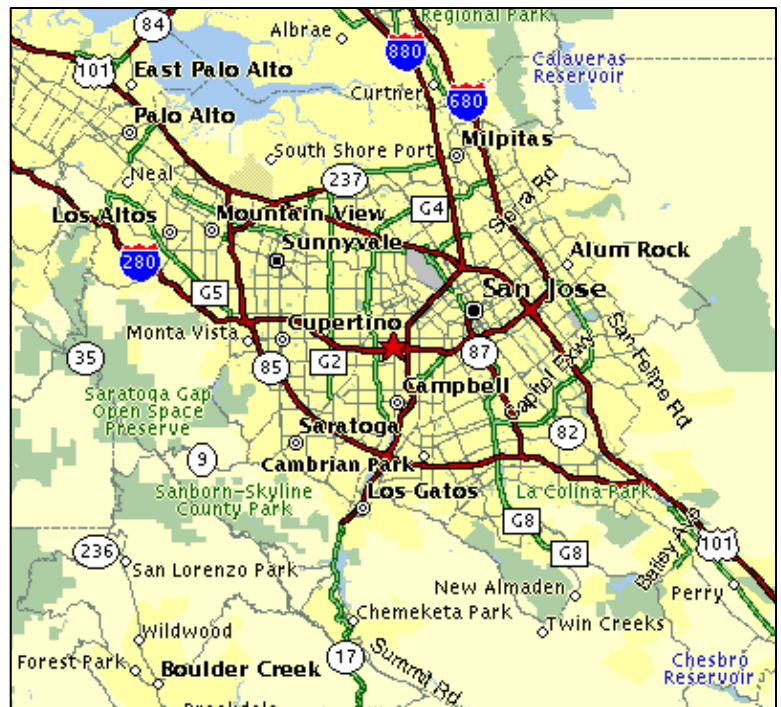 Regional Park
84
Albrae
880
Calaveras
Reservoir
101
East Palo Alto
Curtner
680
Palo Alto
Milpitas
South Shore Port
Neal
237
G4
Sierra Rd
Los Altos
Mountain View
Sunnyvale
Alum Rock
280
G5
San Jose
Monta Vista
Cupertino
35
85
G2
87
Capitol Expwy
San Felipe Rd
Saratoga Gap
Open Space
Preserve
Campbell
Saratoga
82
9
Cambrian Park
Sanborn-Skyline
County Park
Los Gatos
La Colina Park
G8
236
G8
Bailey Ave
101
San Lorenzo Park
New Almaden
Perry
Chemeketa Park
Twin Creeks
Wildwood
17
Summit Rd
Forest Park
Boulder Creek
Chesbro
Reservoir
Brookdale